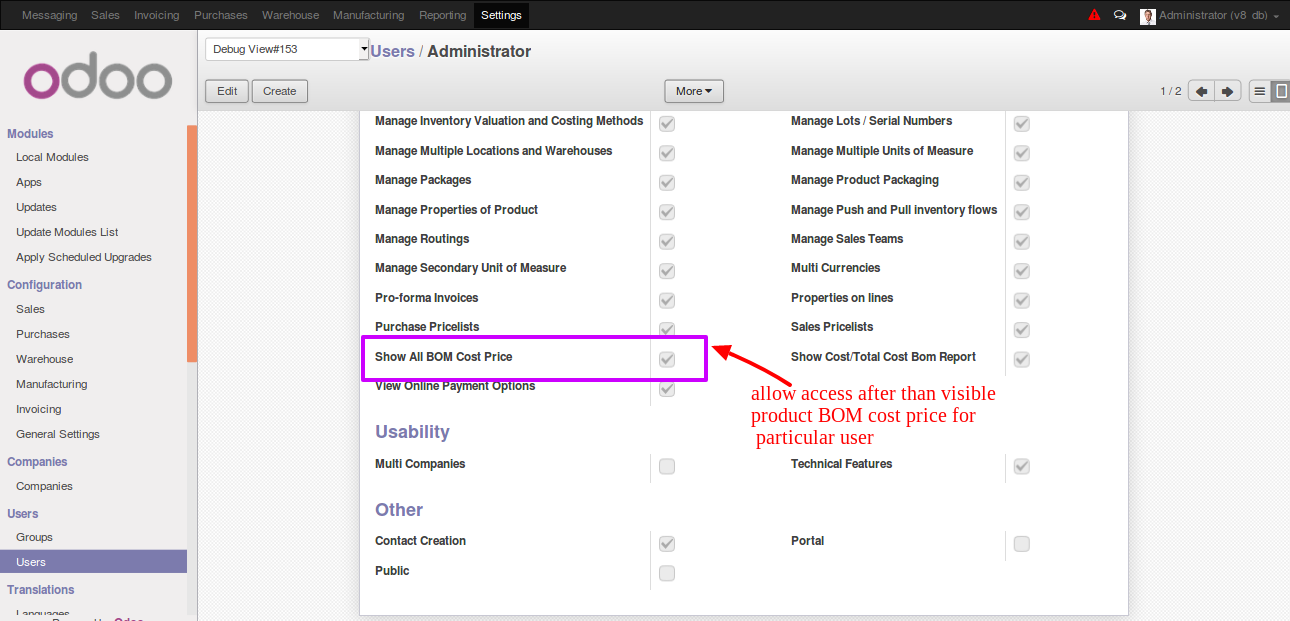 Messaging Sales Invoicing Purchases Warehouse Manufacturing Reporting Settings Administrator (v8 db)
odoo
Debug View#153 Users / Administrator
Edit Create More 1 / 2
Modules
Local Modules
Apps
Updates
Update Modules List
Apply Scheduled Upgrades
Configuration
Sales
Purchases
Warehouse
Manufacturing
Invoicing
General Settings
Companies
Companies
Users
Groups
Users
Translations
Languages
Odoo
Manage Inventory Valuation and Costing Methods Manage Lots / Serial Numbers
Manage Multiple Locations and Warehouses Manage Multiple Units of Measure
Manage Packages Manage Product Packaging
Manage Properties of Product Manage Push and Pull inventory flows
Manage Routings Manage Sales Teams
Manage Secondary Unit of Measure Multi Currencies
Pro-forma Invoices Properties on lines
Purchase Pricelists Sales Pricelists
Show All BOM Cost Price Show Cost/Total Cost Bom Report
View Online Payment Options
allow access after than visible
product BOM cost price for
particular user
Usability
Multi Companies Technical Features
Other
Contact Creation Portal
Public